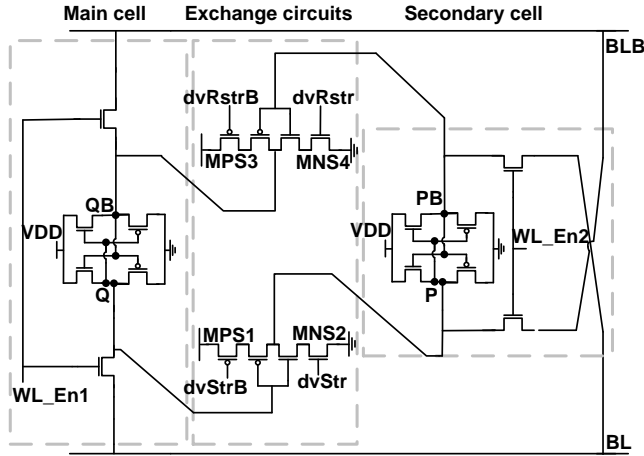 Main cell Exchange circuits Secondary cell
BLB
dvRstrB dvRstr
MPS3 MNS4
QB PB
VDD VDD WL_En2
Q P
MPS1 MNS2
dvStrB dvStr
WL_En1
BL